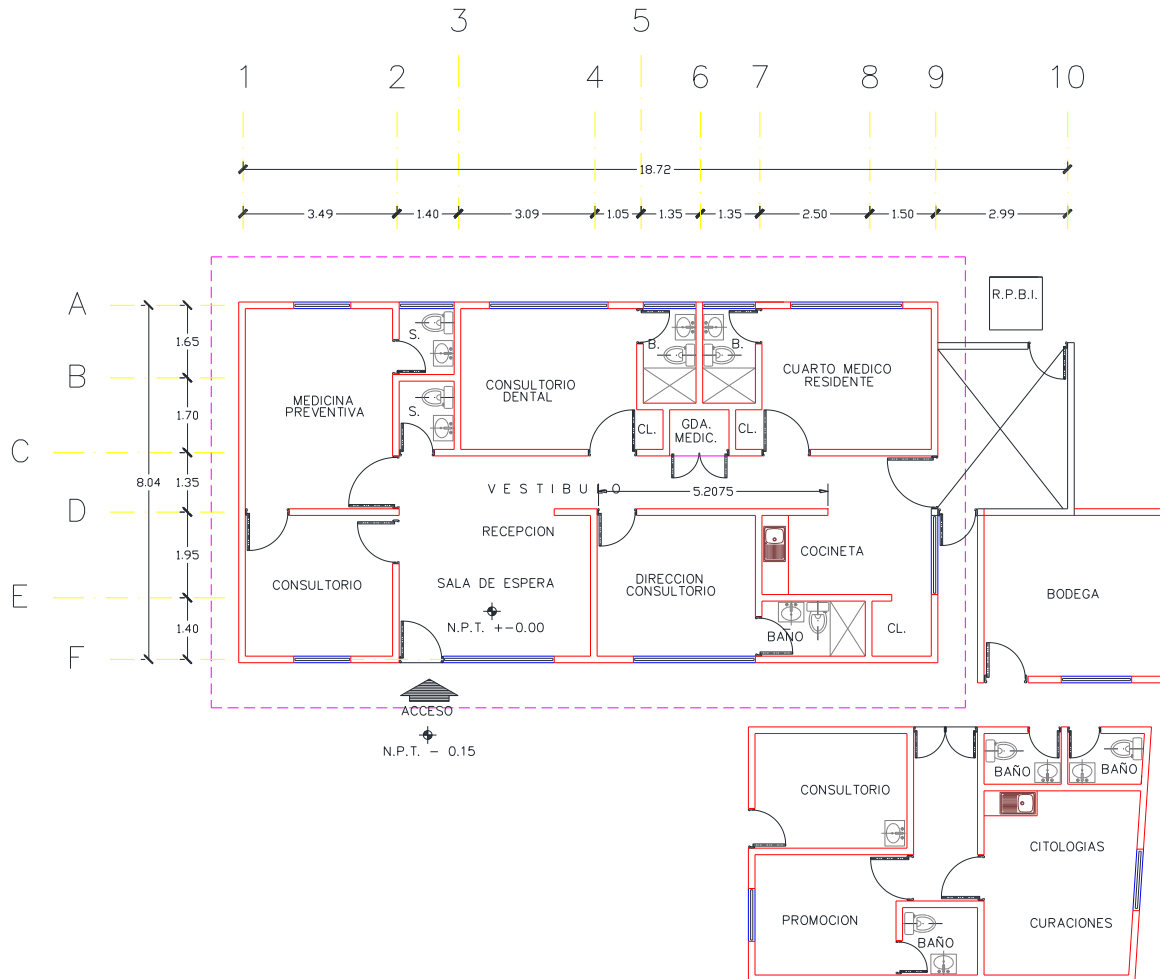 3
5
1
2
4
6
7
8
9
10
18.72
3.49
1.40
3.09
1.05
1.35
1.35
2.50
1.50
2.99
A
B
C
D
E
F
8.04
1.65
1.70
1.35
1.95
1.40
R.P.B.I.
S.
B.
B.
MEDICINA
PREVENTIVA
CONSULTORIO
DENTAL
CUARTO MEDICO
RESIDENTE
S.
CL.
GDA.
MEDIC.
CL.
VESTIBULO
5.2075
RECEPCION
CONSULTORIO
SALA DE ESPERA
N.P.T. +-0.00
DIRECCION
CONSULTORIO
COCINETA
BAÑO
CL.
BODEGA
ACCESO
N.P.T. - 0.15
BAÑO
BAÑO
CONSULTORIO
CITOLOGIAS
PROMOCION
CURACIONES
BAÑO